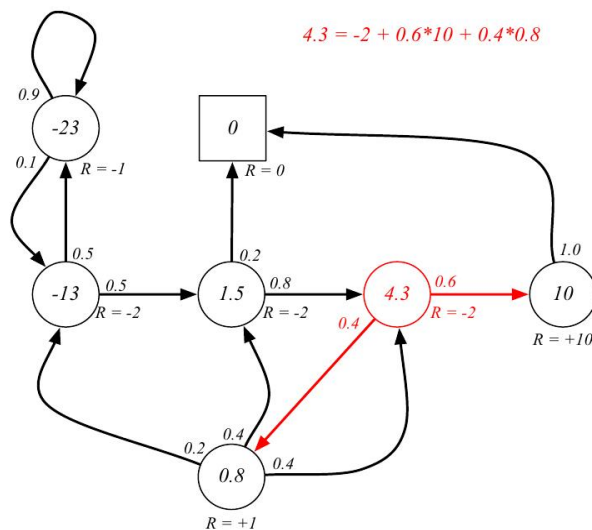 4.3 = -2 + 0.6*10 + 0.4*0.8
0.9
-23
0
0.1
R = -1
R = 0
0.5
0.2
1.0
-13
0.5
1.5
0.8
4.3
0.6
10
R = -2
R = -2
0.4
R = -2
R = +10
0.2
0.4
0.8
0.4
R = +1